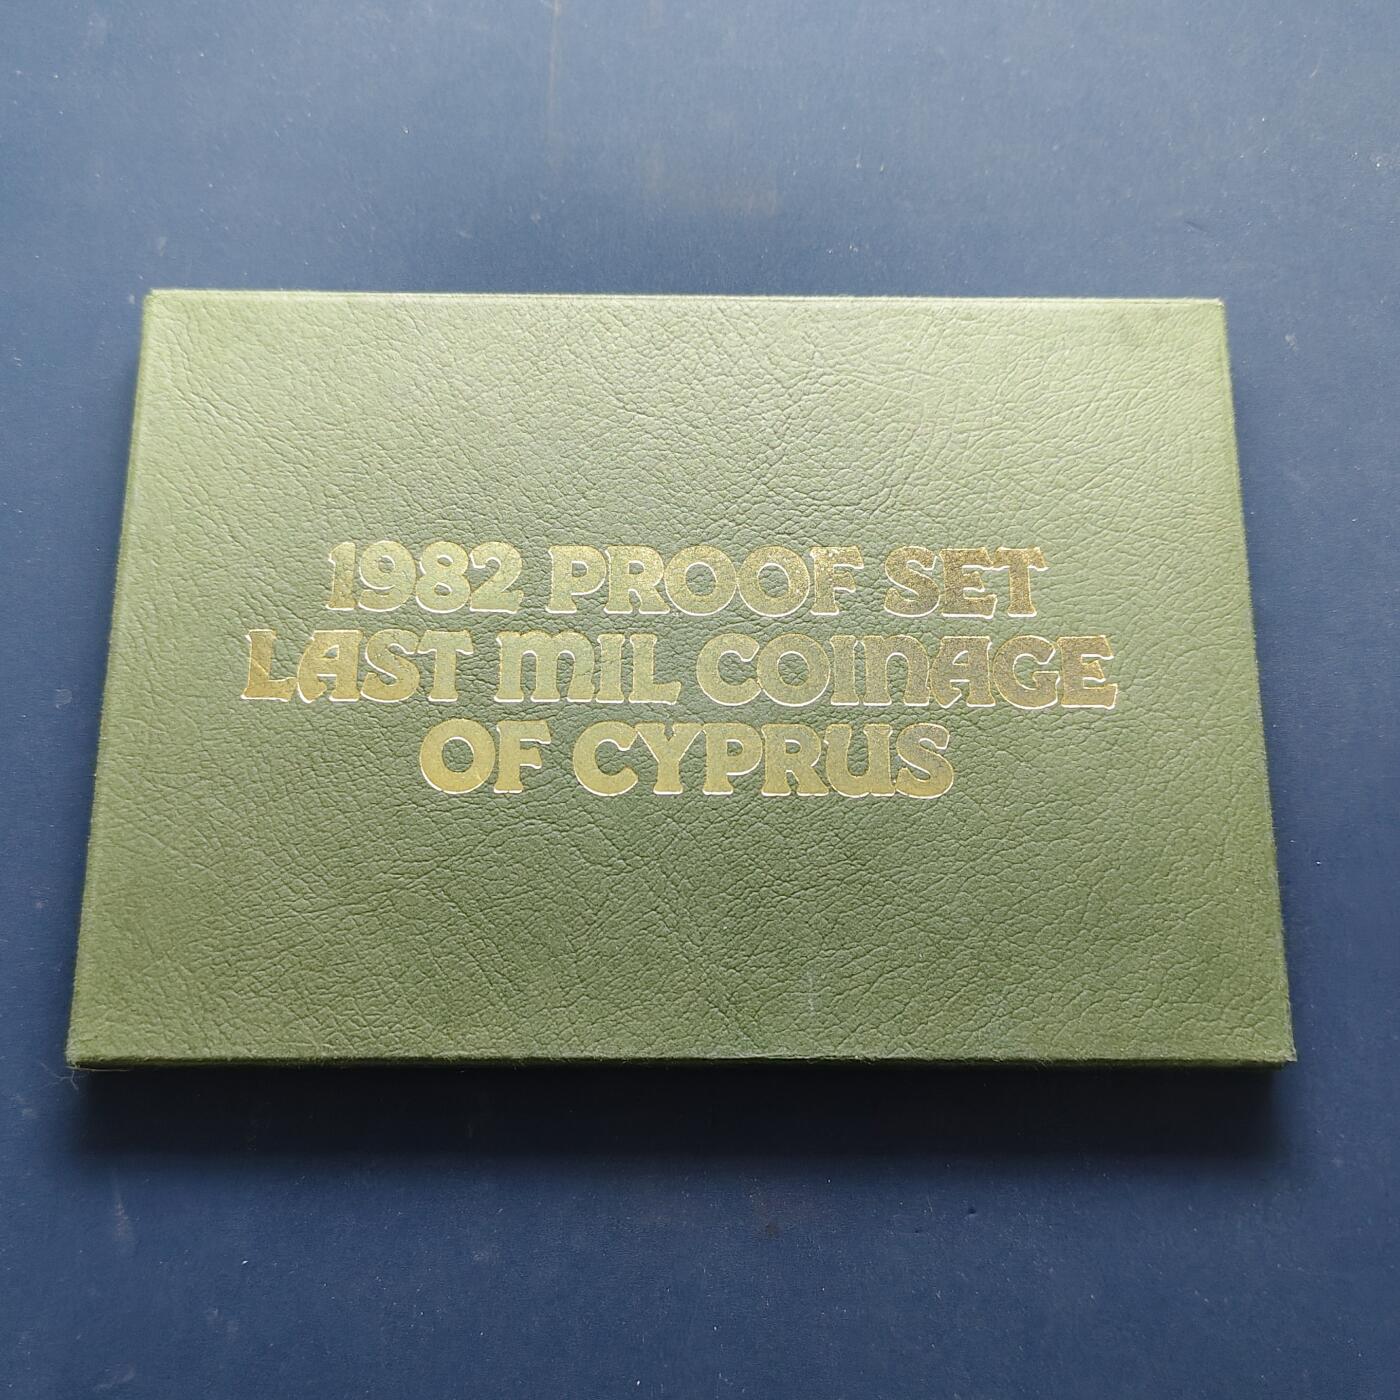 1982 PROOF SET
LAST MIL COINAGE
OF CYPRUS